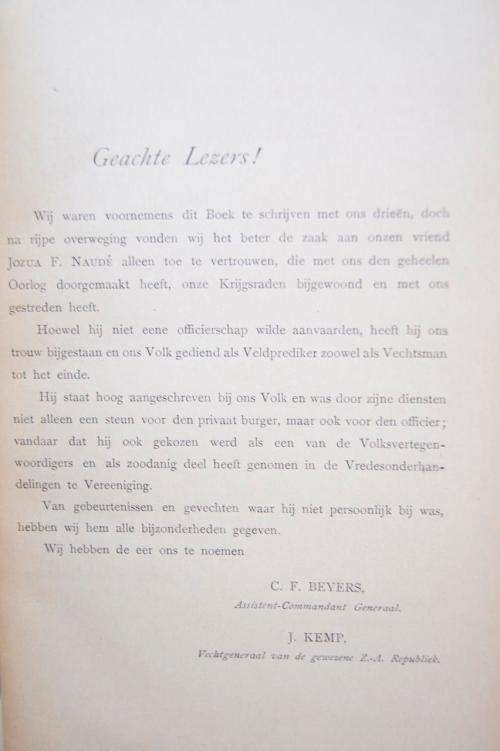 Geachte Lezers!
Wij waren voornemens dit Boek te schrijven met ons drieën, doch
na rijpe overweging vonden wij het beter de zaak aan onzen vriend
JOZUA F. NAUDÉ alleen toe te vertrouwen, die met ons den geheelen
Oorlog doorgemaakt heeft, onze Krijgsraden bijgewoond en met ons
gestreden heeft.
Hoewel hij niet eene officierschap wilde aanvaarden, heeft hij ons
trouw bijgestaan en ons Volk gediend als Veldprediker zoowel als Vechtsman
tot het einde.
Hij staat hoog aangeschreven bij ons Volk en was door zijne diensten
niet alleen een steun voor den privaat burger, maar ook voor den officier;
vandaar dat hij ook gekozen werd als een van de Volksvertegen-
woordigers en als zoodanig deel heeft genomen in de Vredesonderhan-
delingen te Vereeniging.
Van gebeurtenissen en gevechten waar hij niet persoonlijk bij was,
hebben wij hem alle bijzonderheden gegeven.
Wij hebben de eer ons te noemen
C. F. BEYERS,
Assistent-Commandant Generaal.
J. KEMP,
Vechtgeneraal van de gewezene Z.-A. Republiek.